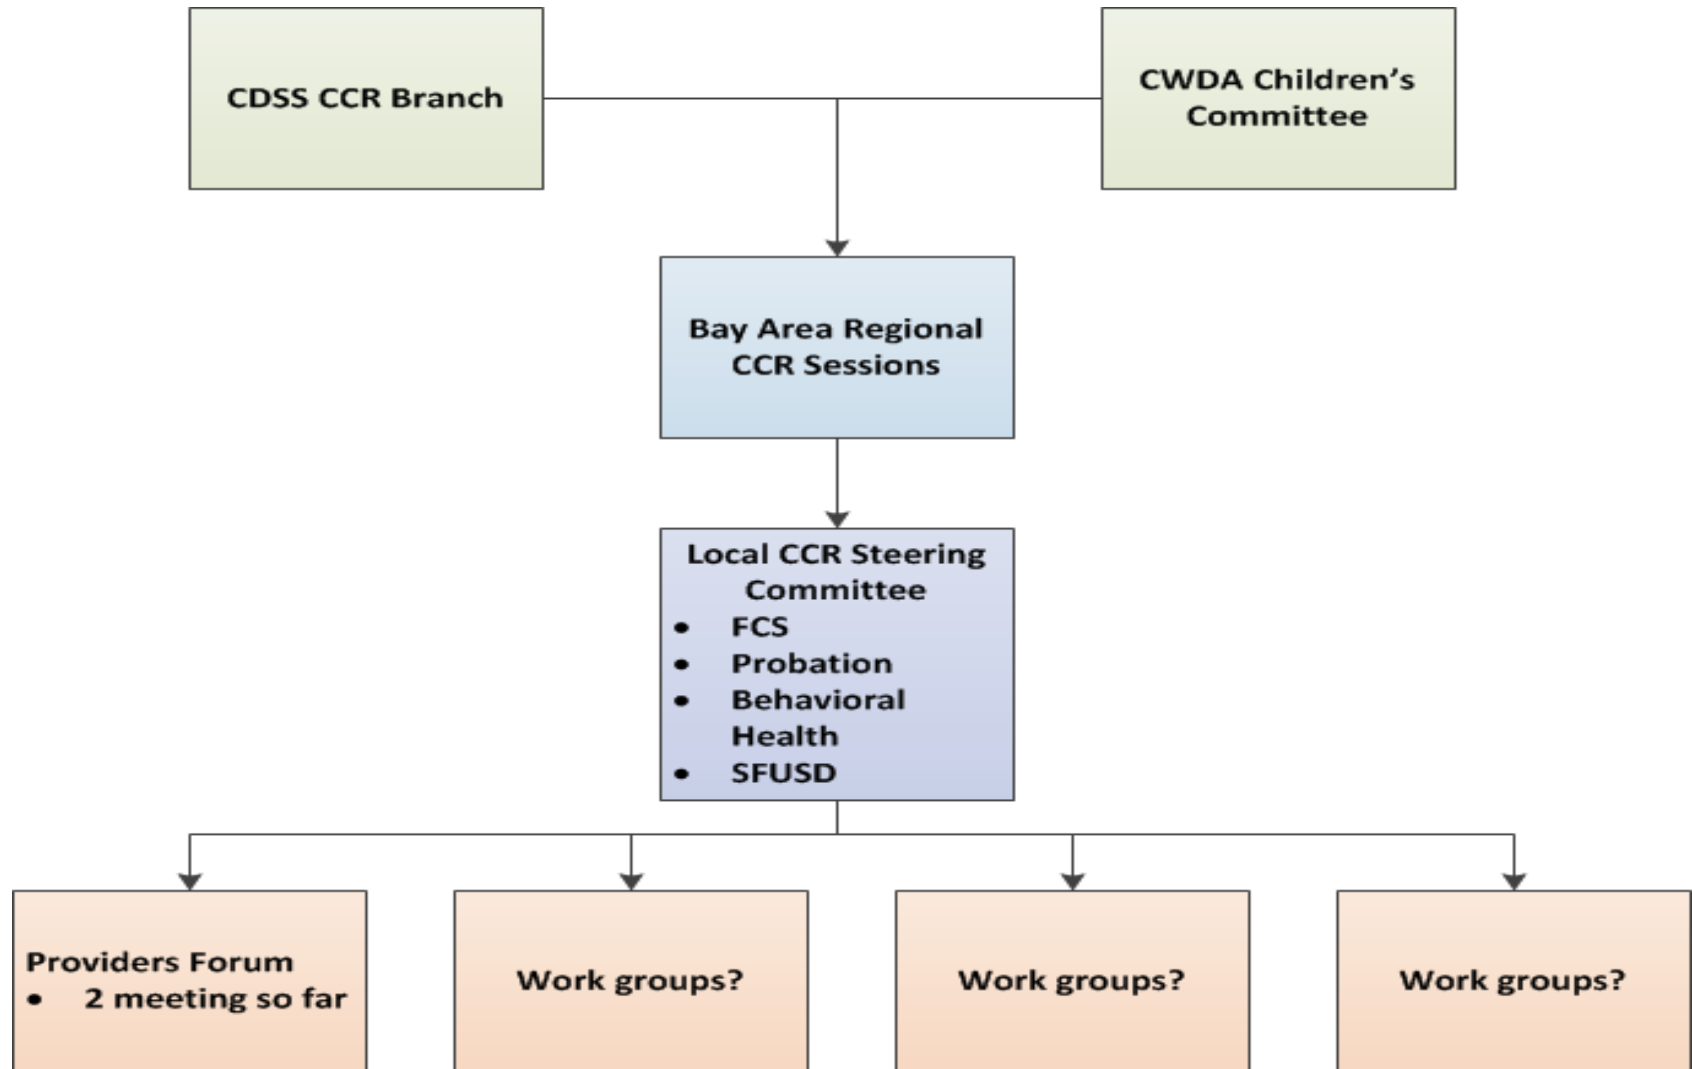 CDSS CCR Branch
CWDA Children's
Committee
Bay Area Regional
CCR Sessions
Local CCR Steering
Committee
• FCS
• Probation
• Behavioral
Health
• SFUSD
Providers Forum
• 2 meeting so far
Work groups?
Work groups?
Work groups?